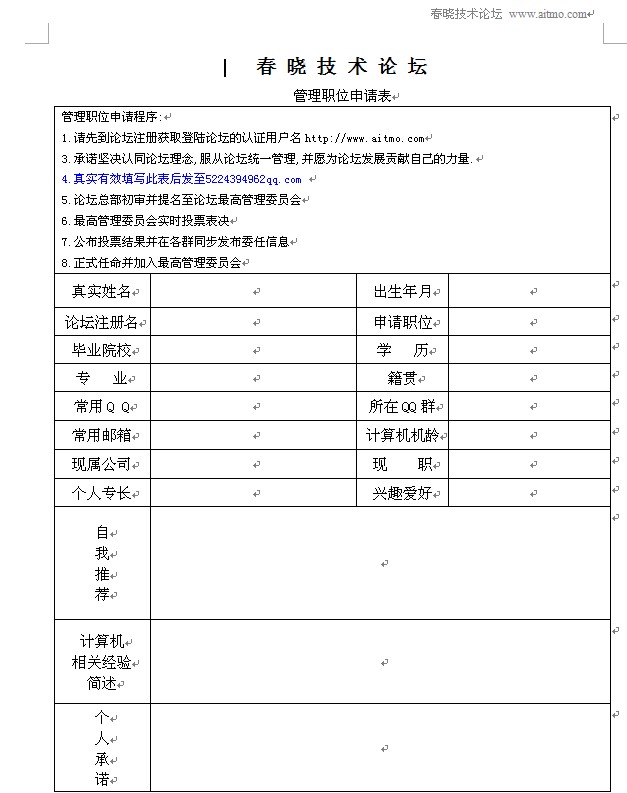 春晓技术论坛 www.aitmo.com
春晓技术论坛
管理职位申请表
管理职位申请程序:
1.请先到论坛注册获取登陆论坛的认证用户名http://www.aitmo.com
3.承诺坚决认同论坛理念,服从论坛统一管理,并愿为论坛发展贡献自己的力量.
4.真实有效填写此表后发至5224394962qq.com
5.论坛总部初审并提名至论坛最高管理委员会
6.最高管理委员会实时投票表决
7.公布投票结果并在各群同步发布委任信息
8.正式任命并加入最高管理委员会
真实姓名 出生年月
论坛注册名 申请职位
毕业院校 学 历
专 业 籍贯
常用QQ 所在QQ群
常用邮箱 计算机机龄
现属公司 现 职
个人专长 兴趣爱好
自
我
推
荐
计算机
相关经验
简述
个
人
承
诺